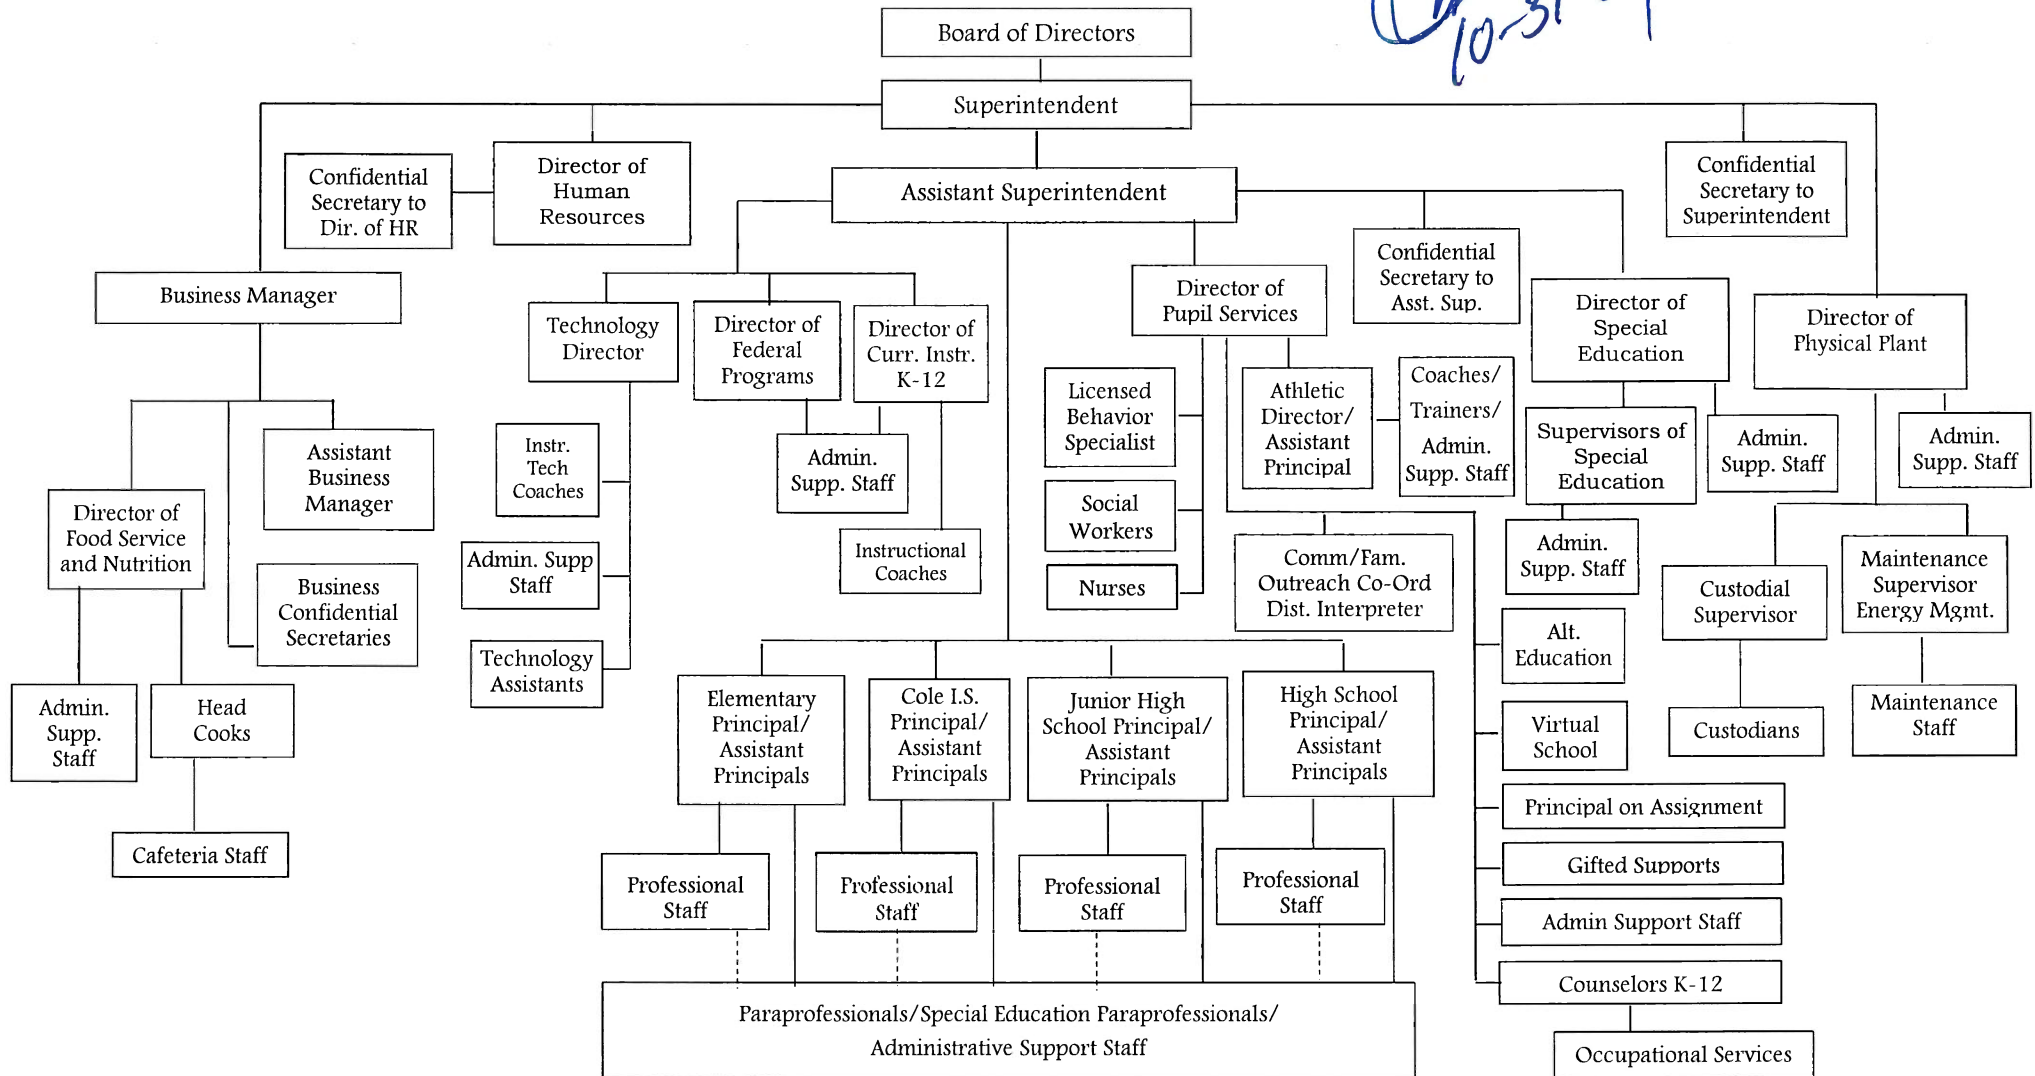 Board of Directors
10-31
Superintendent
Confidential
Secretary to
Dir. of HR
Director of
Human
Resources
Assistant Superintendent
Confidential
Secretary to
Superintendent
Business Manager
Technology
Director
Director of
Federal
Programs
Director of
Curr. Instr.
K-12
Director of
Pupil Services
Confidential
Secretary to
Asst. Sup.
Director of
Special
Education
Director of
Physical Plant
Assistant
Business
Manager
Instr.
Tech
Coaches
Admin.
Supp. Staff
Licensed
Behavior
Specialist
Athletic
Director/
Assistant
Principal
Coaches/
Trainers/
Admin.
Supp. Staff
Supervisors of
Special
Education
Admin.
Supp. Staff
Admin.
Supp. Staff
Director of
Food Service
and Nutrition
Business
Confidential
Secretaries
Admin. Supp
Staff
Instructional
Coaches
Social
Workers
Nurses
Comm/Fam.
Outreach Co-Ord
Dist. Interpreter
Admin.
Supp. Staff
Custodial
Supervisor
Maintenance
Supervisor
Energy Mgmt.
Technology
Assistants
Alt.
Education
Admin.
Supp.
Staff
Head
Cooks
Elementary
Principal/
Assistant
Principals
Cole I.S.
Principal/
Assistant
Principals
Junior High
School Principal/
Assistant
Principals
High School
Principal/
Assistant
Principals
Virtual
School
Custodians
Maintenance
Staff
Principal on Assignment
Cafeteria Staff
Professional
Staff
Professional
Staff
Professional
Staff
Professional
Staff
Gifted Supports
Admin Support Staff
Counselors K-12
Paraprofessionals/Special Education Paraprofessionals/
Administrative Support Staff
Occupational Services